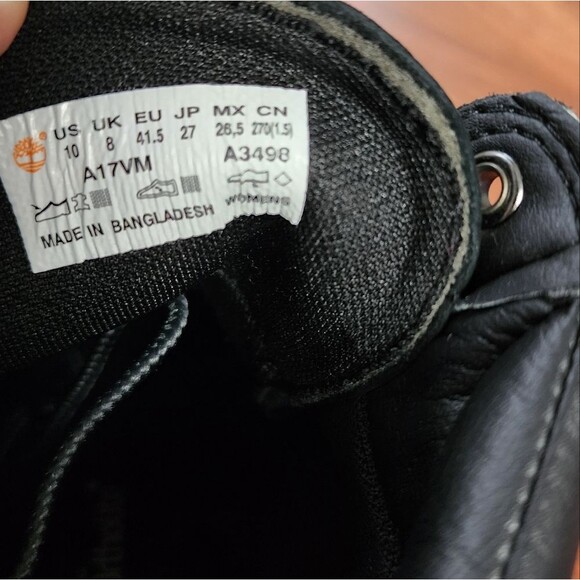 US UK EU JP MX CN
10 8 41.5 27 26,5 270(1.5)
A17VM A3498
WOMENS
MADE IN BANGLADESH